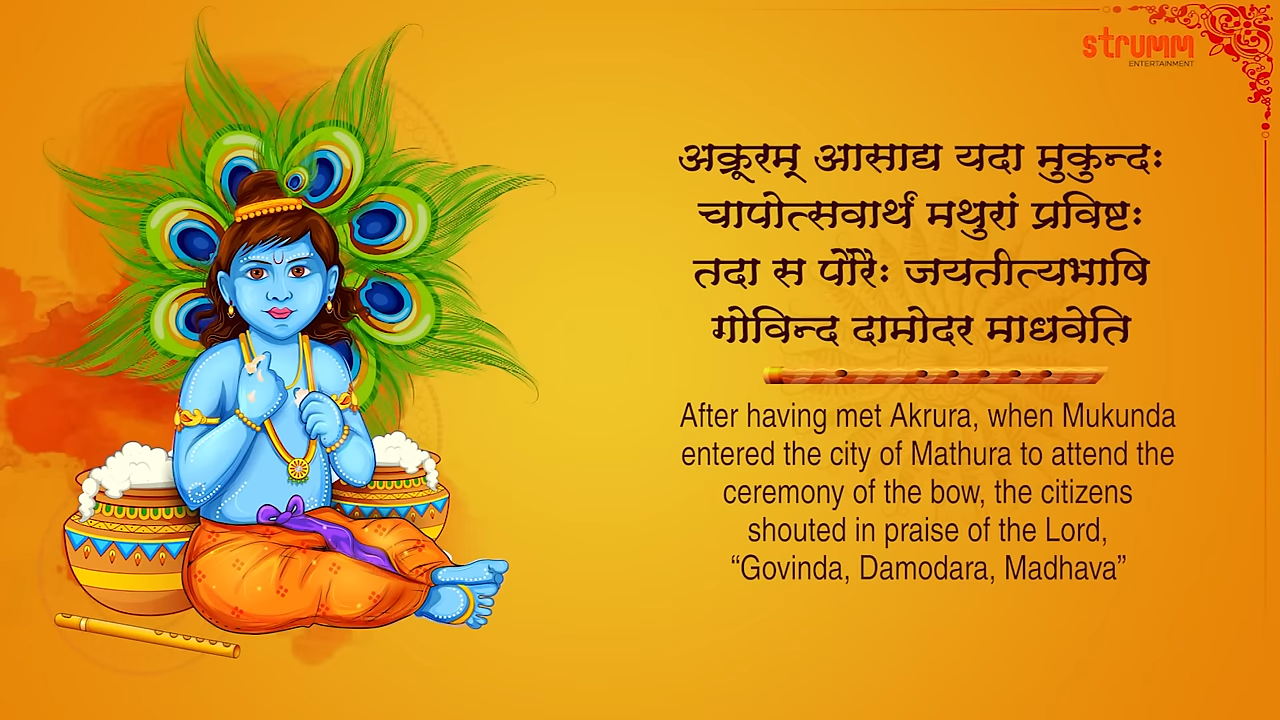 strumm
ENTERTAINMENT
अक्रूरम् आसाद्य यदा मुकुन्दः
चापोत्सवार्थं मथुरां प्रविष्टः
तदा स पौरैः जयतीत्यभाषि
गोविन्द दामोदर माधवेति
After having met Akrura, when Mukunda
entered the city of Mathura to attend the
ceremony of the bow, the citizens
shouted in praise of the Lord,
“Govinda, Damodara, Madhava”